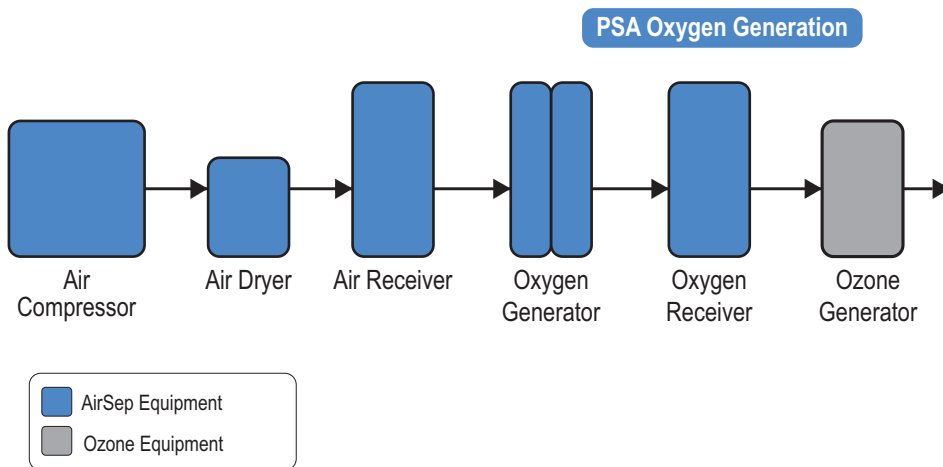 PSA Oxygen Generation
Air
Compressor
Air Dryer
Air Receiver
Oxygen
Generator
Oxygen
Receiver
Ozone
Generator
AirSep Equipment
Ozone Equipment